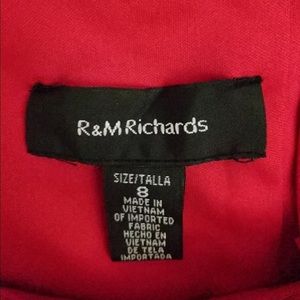 R&M Richards
SIZE/TALLA
8
MADE IN
VIETNAM
OF IMPORTED
FABRIC
HECHO EN
VIETNAM
DE TELA
IMPORTADA